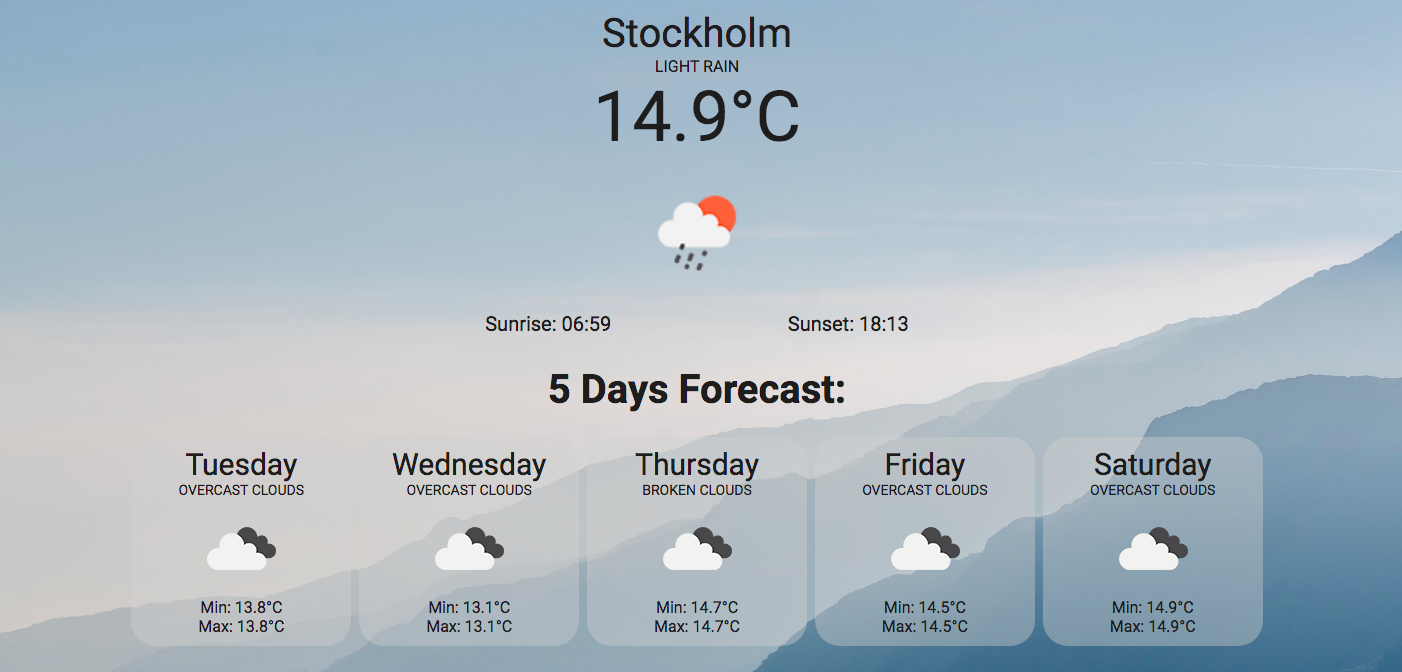 Stockholm
LIGHT RAIN
14.9°C
Sunrise: 06:59 Sunset: 18:13
5 Days Forecast:
Tuesday
OVERCAST CLOUDS
Min: 13.8°C
Max: 13.8°C
Wednesday
OVERCAST CLOUDS
Min: 13.1°C
Max: 13.1°C
Thursday
BROKEN CLOUDS
Min: 14.7°C
Max: 14.7°C
Friday
OVERCAST CLOUDS
Min: 14.5°C
Max: 14.5°C
Saturday
OVERCAST CLOUDS
Min: 14.9°C
Max: 14.9°C